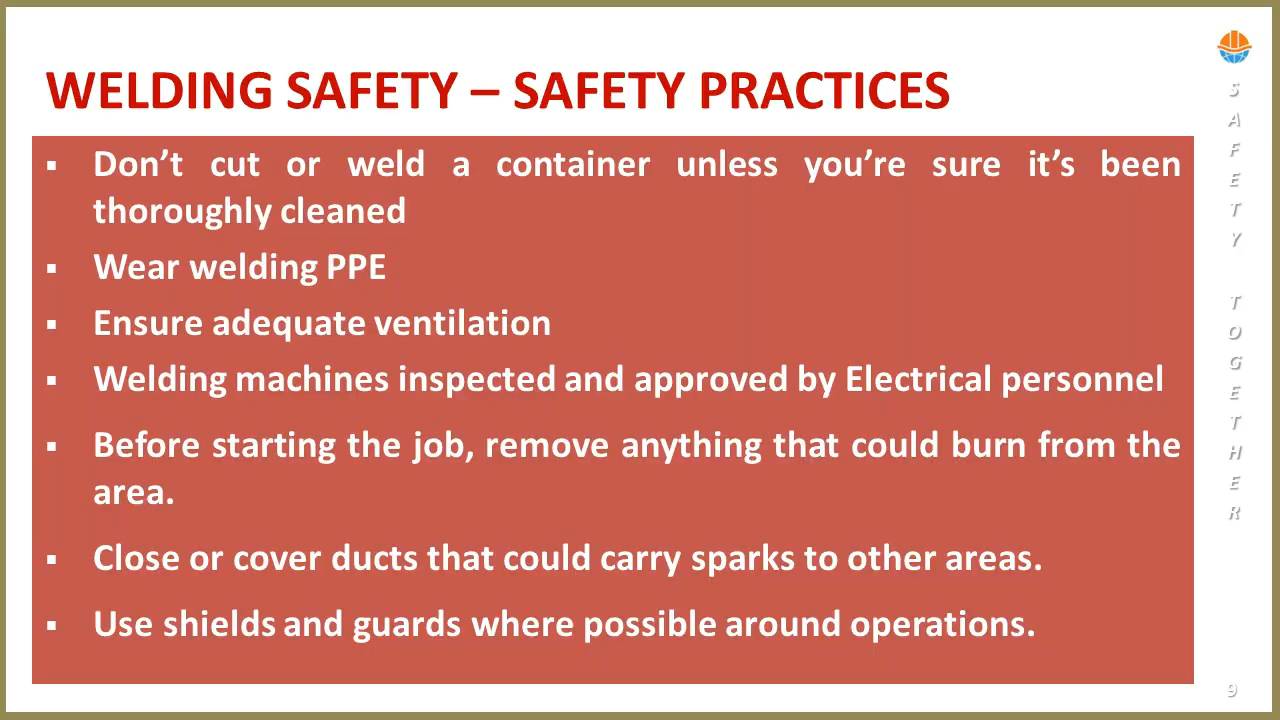 WELDING SAFETY – SAFETY PRACTICES
▪ Don't cut or weld a container unless you're sure it's been
thoroughly cleaned
▪ Wear welding PPE
▪ Ensure adequate ventilation
▪ Welding machines inspected and approved by Electrical personnel
▪ Before starting the job, remove anything that could burn from the
area.
▪ Close or cover ducts that could carry sparks to other areas.
▪ Use shields and guards where possible around operations.
SAFETY TOGETHER
9